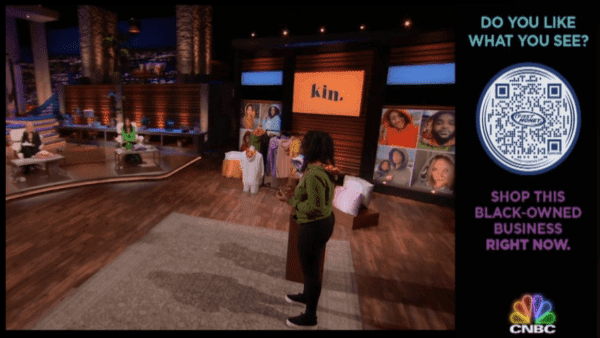 kin.
DO YOU LIKE
WHAT YOU SEE?
SHOP THIS
BLACK-OWNED
BUSINESS
RIGHT NOW.
CNBC